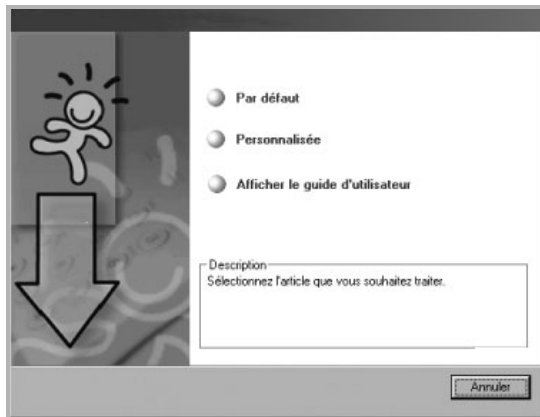 Par défaut
Personnalisée
Afficher le guide d'utilisateur
Description
Sélectionnez l'article que vous souhaitez traiter.
Annuler